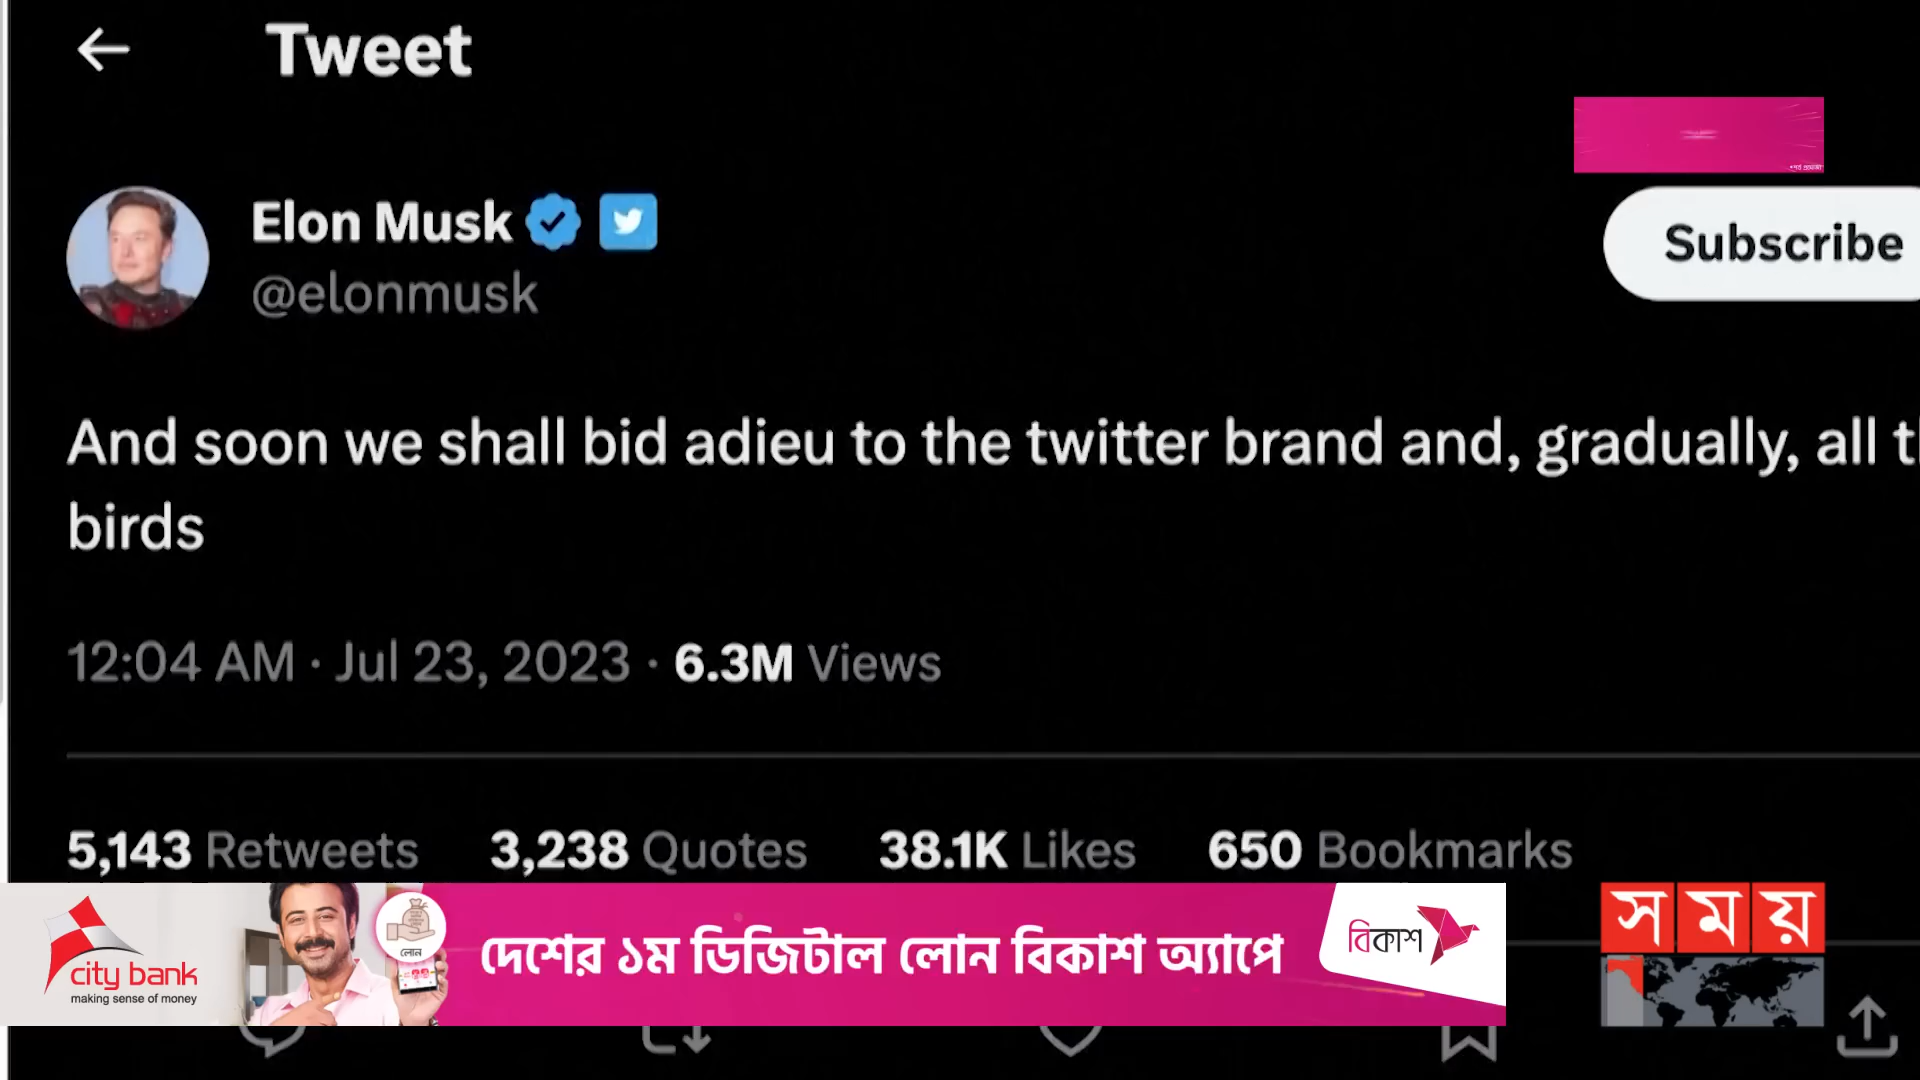 Tweet
Elon Musk
@elonmusk
Subscribe
And soon we shall bid adieu to the twitter brand and, gradually, all
birds
12:04 AM · Jul 23, 2023 · 6.3M Views
5,143 Retweets 3,238 Quotes 38.1K Likes 650 Bookmarks
city bank
making sense of money
লোন
দেশের ১ম ডিজিটাল লোন বিকাশ অ্যাপে
বিকাশ
সময়